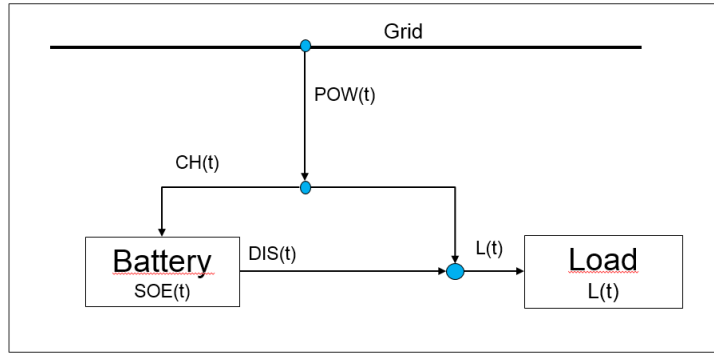 Grid
POW(t)
CH(t)
Battery
SOE(t)
DIS(t)
L(t)
Load
L(t)